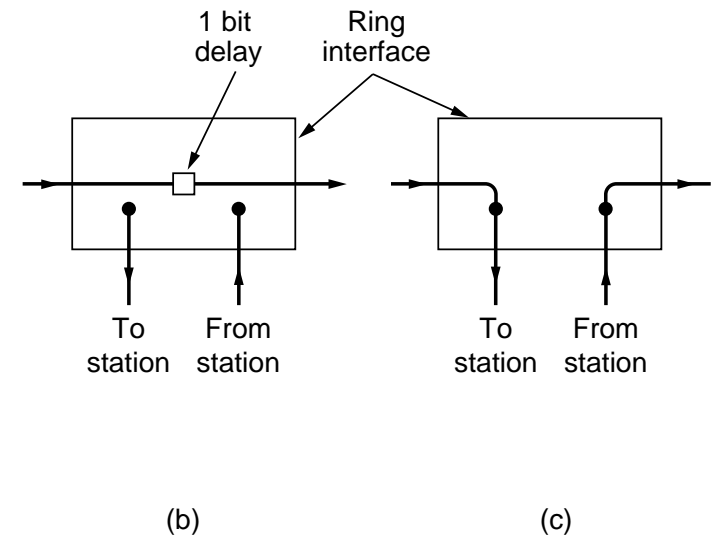 1 bit
delay
Ring
interface
To
station
From
station
To
station
From
station
(b)
(c)